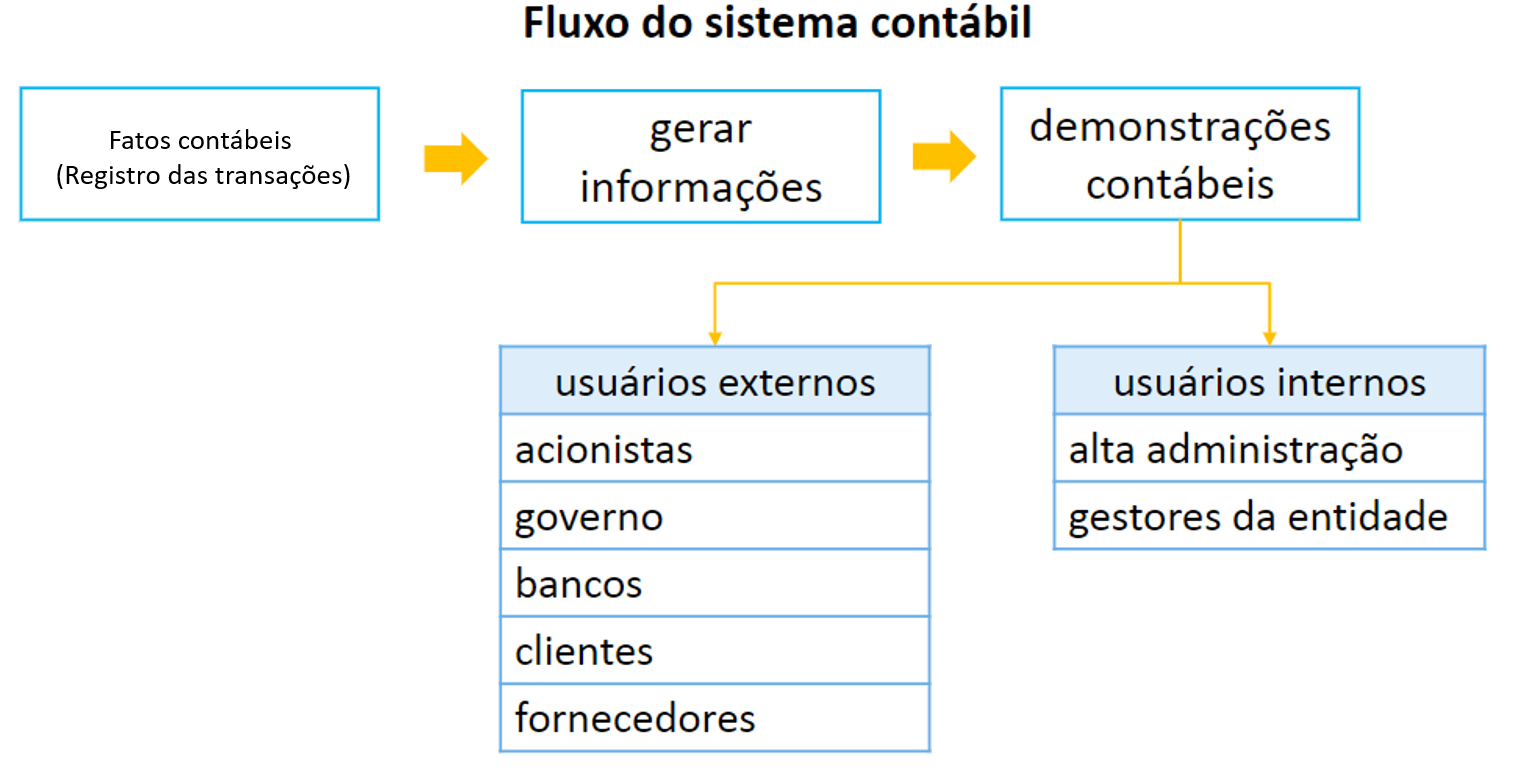 Fluxo do sistema contábil
Fatos contábeis
(Registro das transações)
gerar
informações
demonstrações
contábeis
usuários externos
acionistas
governo
bancos
clientes
fornecedores
usuários internos
alta administração
gestores da entidade